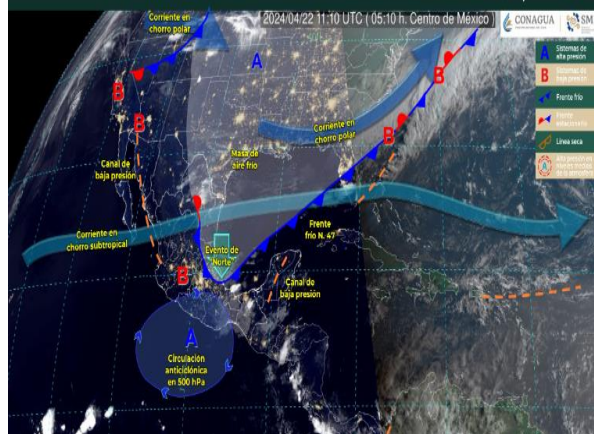 Corriente en
chorro polar
2024/04/22 11:10 UTC ( 05:10 h. Centro de México )
CONAGUA
SM
A
Sistemas de
alta presión
B
Sistemas de
baja presión
Frente frío
Frente
estacionario
Línea seca
A
A
B
B
B
Corriente en
chorro polar
Masa de
aire frío
Canal de
baja presión
Corriente en
chorro subtropical
Evento de
"Norte"
Frente
frío N. 47
B
Canal de
baja presión
A
Circulación
anticiclónica
en 500 hPa
B